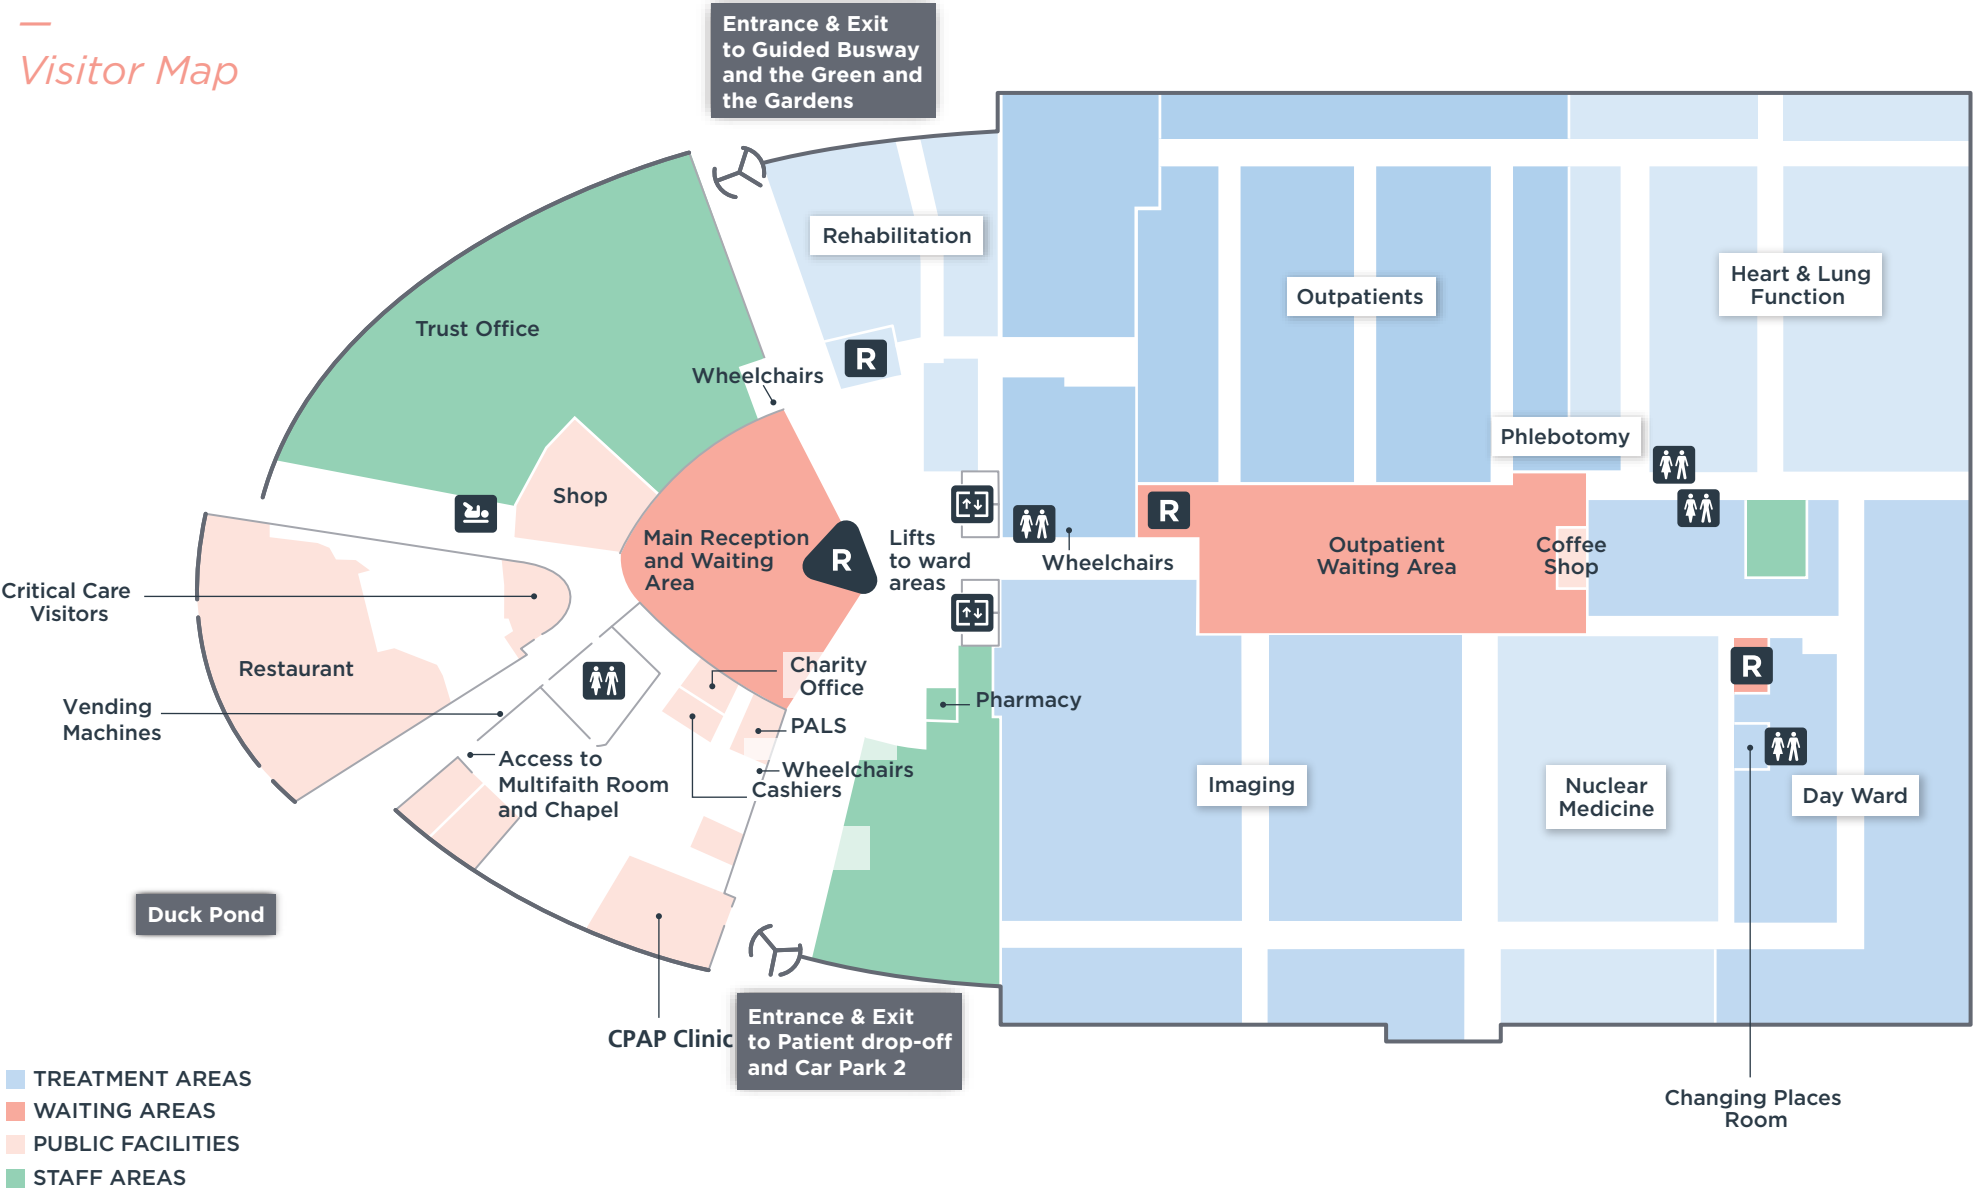 Visitor Map
Entrance & Exit
to Guided Busway
and the Green and
the Gardens
Rehabilitation
R
Trust Office
Wheelchairs
Outpatients
Heart & Lung
Function
Phlebotomy
Shop
Main Reception
and Waiting
Area
R
Lifts
to ward
areas
Wheelchairs
R
Outpatient
Waiting Area
Coffee
Shop
Critical Care
Visitors
Restaurant
Vending
Machines
Access to
Multifaith Room
and Chapel
Charity
Office
PALS
Wheelchairs
Cashiers
Pharmacy
Imaging
Nuclear
Medicine
R
Day Ward
Duck Pond
CPAP Clinic
Entrance & Exit
to Patient drop-off
and Car Park 2
Changing Places
Room
TREATMENT AREAS
WAITING AREAS
PUBLIC FACILITIES
STAFF AREAS